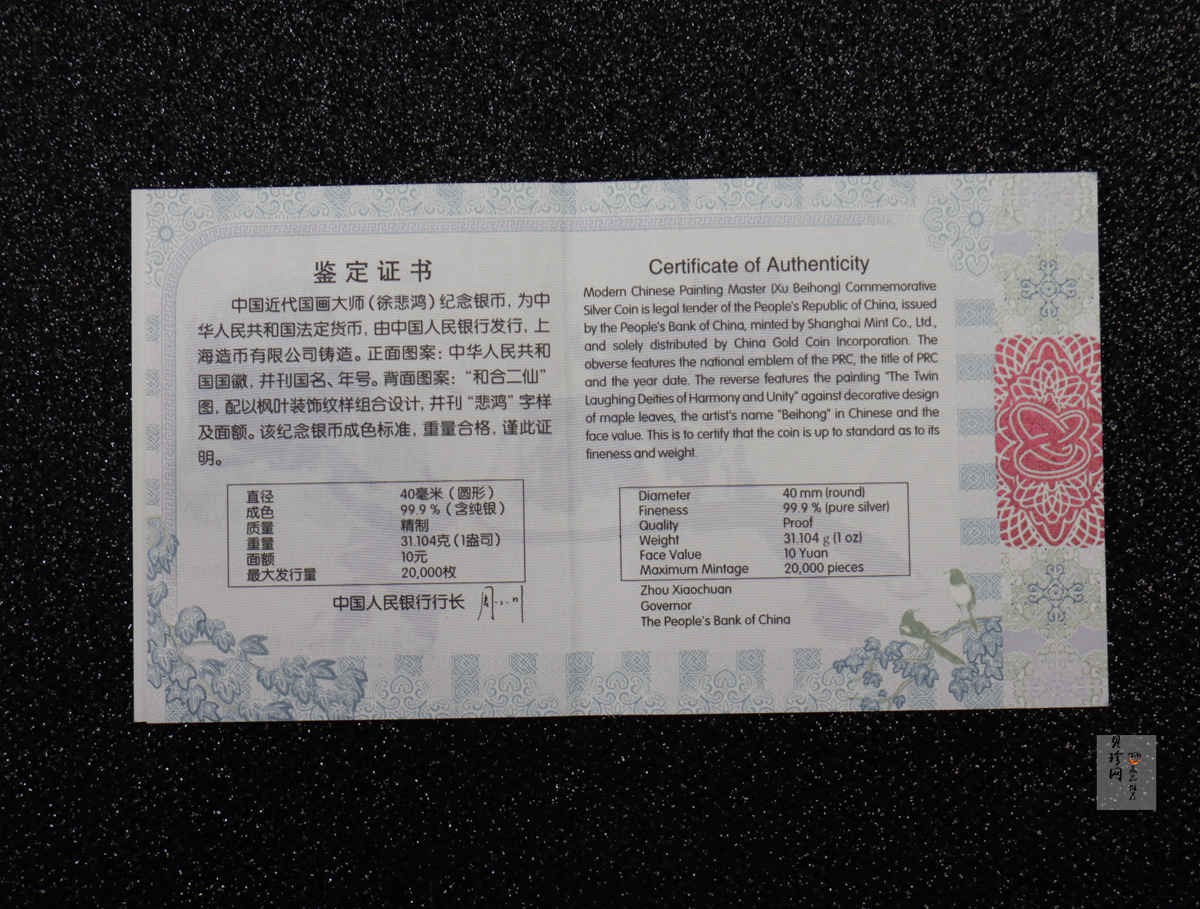 鉴定证书
中国近代国画大师（徐悲鸿）纪念银币，为中
华人民共和国法定货币，由中国人民银行发行，上
海造币有限公司铸造。正面图案：中华人民共和
国国徽，并刊国名、年号。背面图案：“和合二仙”
图，配以枫叶装饰纹样组合设计，并刊“悲鸿”字样
及面额。该纪念银币成色标准，重量合格，谨此证
明。
直径 40毫米（圆形）
成色 99.9％（含纯银）
质量 精制
重量 31.104克（1盎司）
面额 10元
最大发行量 20,000枚
中国人民银行行长
Certificate of Authenticity
Modern Chinese Painting Master (Xu Beihong) Commemorative
Silver Coin is legal tender of the People's Republic of China, issued
by the People's Bank of China, minted by Shanghai Mint Co., Ltd.,
and solely distributed by China Gold Coin Incorporation. The
obverse features the national emblem of the PRC, the title of PRC
and the year date. The reverse features the painting "The Twin
Laughing Deities of Harmony and Unity" against decorative design
of maple leaves, the artist's name "Beihong" in Chinese and the
face value. This is to certify that the coin is up to standard as to its
fineness and weight.
Diameter 40 mm (round)
Fineness 99.9 % (pure silver)
Quality Proof
Weight 31.104 g (1 oz)
Face Value 10 Yuan
Maximum Mintage 20,000 pieces
Zhou Xiaochuan
Governor
The People's Bank of China
贝珍网